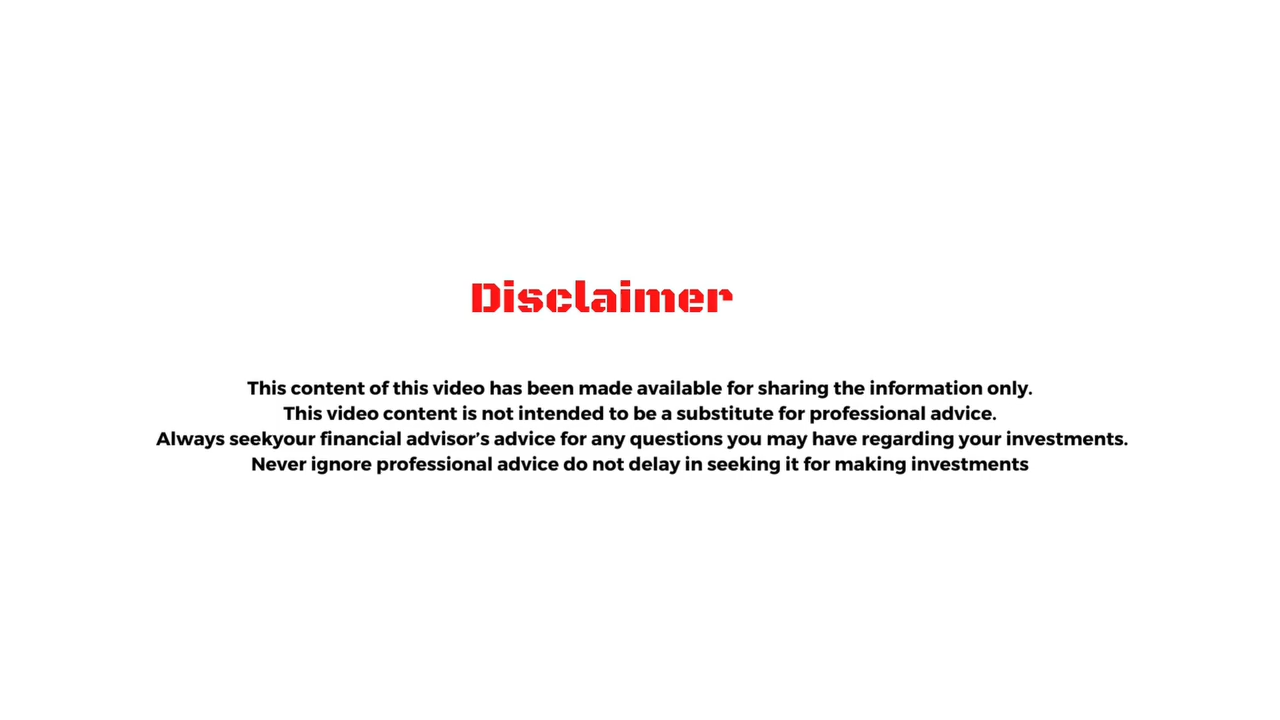 Disclaimer
This content of this video has been made available for sharing the information only.
This video content is not intended to be a substitute for professional advice.
Always seekyour financial advisor’s advice for any questions you may have regarding your investments.
Never ignore professional advice do not delay in seeking it for making investments